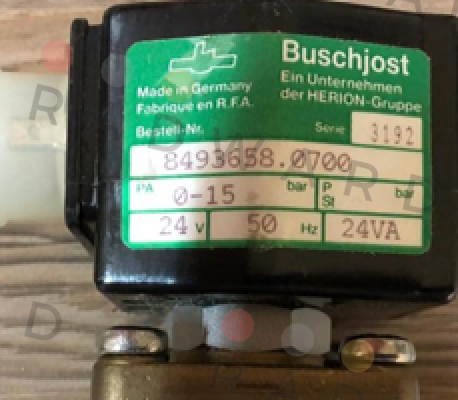 Buschjost
Ein Unternehmen
der HERION-Gruppe
Made in Germany
Fabriqué en R.F.A.
Bestell-Nr.
Serie 3192
8493658.0700
PA 0-15 bar P St bar
24 v 50 Hz 24VA